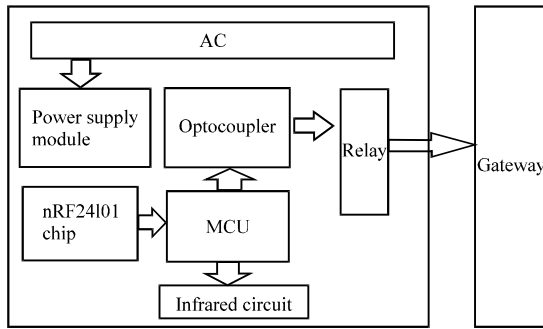 AC
Power supply
module
Optocoupler
Relay
Gateway
nRF24l01
chip
MCU
Infrared circuit